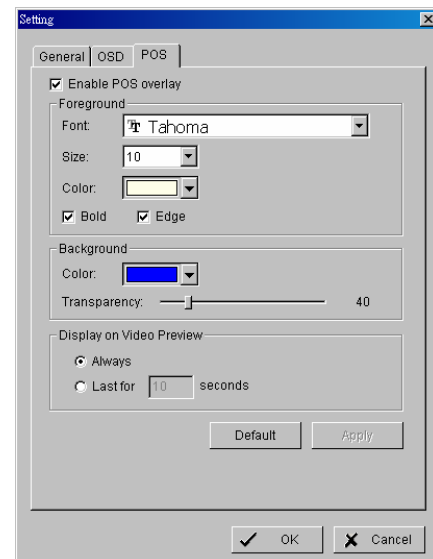 Setting
General OSD POS
Enable POS overlay
Foreground
Font: Tahoma
Size: 10
Color:
Bold Edge
Background
Color:
Transparency: 40
Display on Video Preview
Always
Last for 10 seconds
Default Apply
OK Cancel